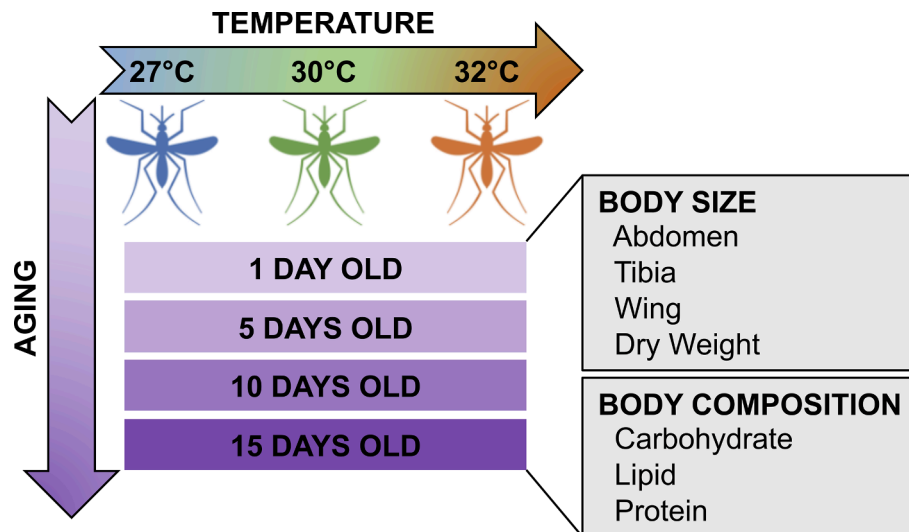 TEMPERATURE
27°C 30°C 32°C
AGING
1 DAY OLD
5 DAYS OLD
10 DAYS OLD
15 DAYS OLD
BODY SIZE
Abdomen
Tibia
Wing
Dry Weight
BODY COMPOSITION
Carbohydrate
Lipid
Protein